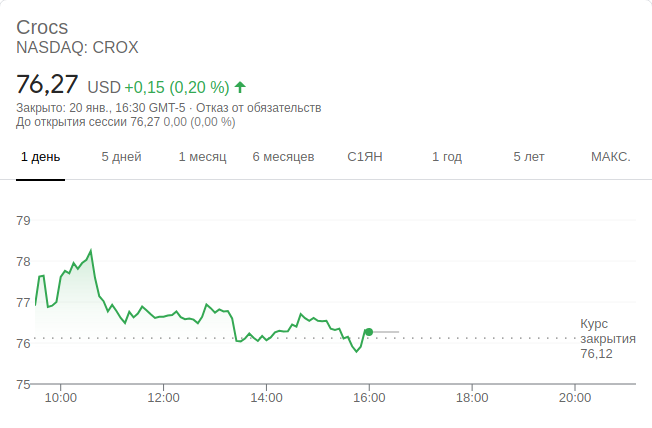 Crocs
NASDAQ: CROX
76,27 USD +0,15 (0,20 %)
Закрыто: 20 янв., 16:30 GMT-5 · Отказ от обязательств
До открытия сессии 76,27 0,00 (0,00 %)
1 день 5 дней 1 месяц 6 месяцев С1ЯН 1 год 5 лет МАКС.
79
78
77
76
75
Курс
закрытия
76,12
10:00 12:00 14:00 16:00 18:00 20:00